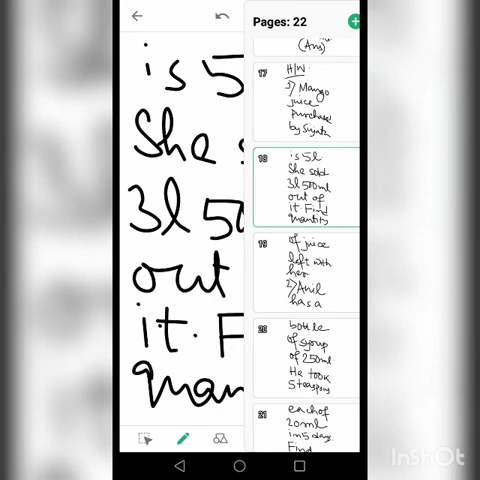 Pages: 22
is 5
She s
3l 50
out
it. F
quan
(Ans)
17
H/W
1) Mango
juice
purchased
by Sujata
18
is 5l
She sold
3l 500ml
out of
it. Find
quantity
19
of juice
left with
her
2) Anil
has a
20
bottle
of syrup
of 250ml.
He took
5 teaspoons
21
each of
20ml
in 5 days.
Find
InShOt